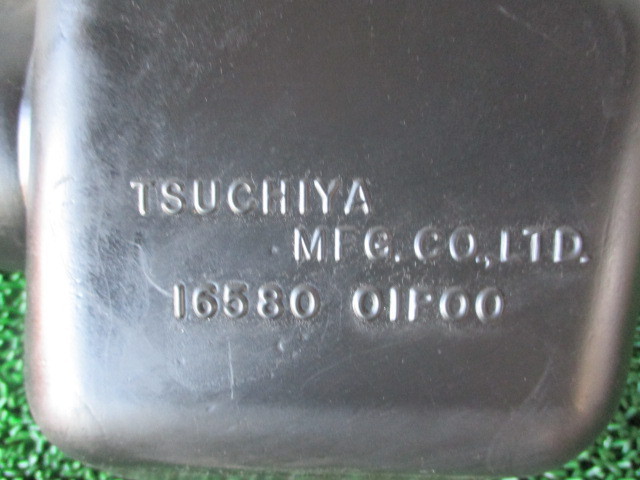 TSUCHIYA
MFG. CO., LTD.
16580 01F00